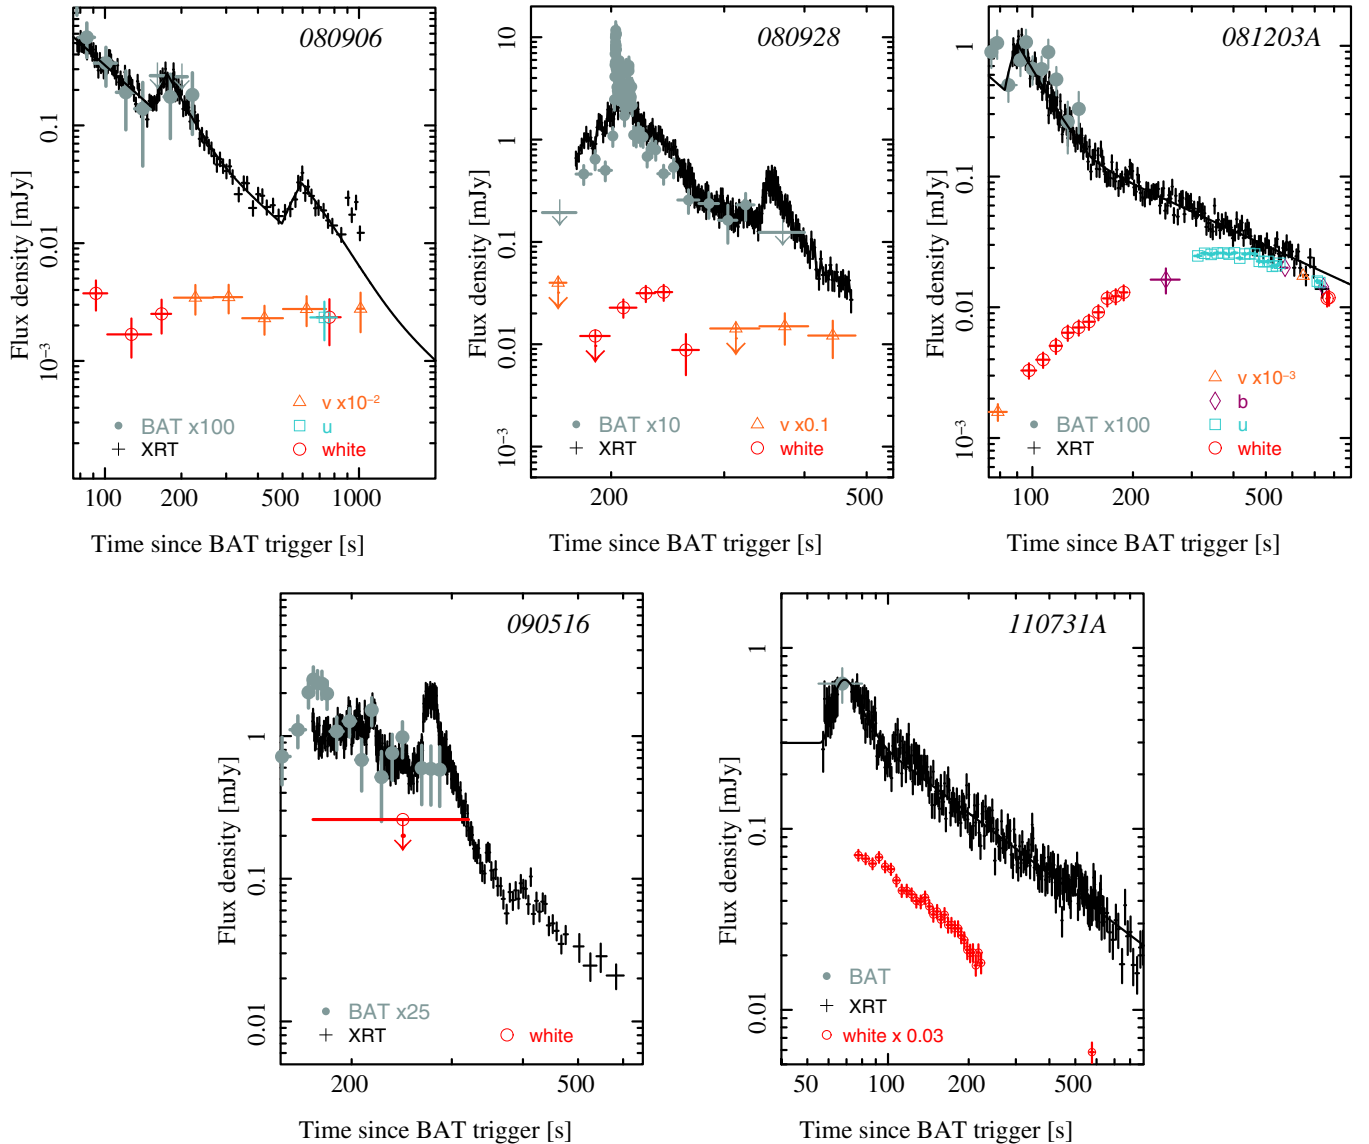 080906
Flux density [mJy]
0.1
0.01
10⁻³
v x10⁻²
BAT x100
u
XRT
white
100 200 500 1000
Time since BAT trigger [s]
080928
Flux density [mJy]
10
1
0.1
0.01
10⁻³
BAT x10
v x0.1
XRT
white
200 500
Time since BAT trigger [s]
081203A
Flux density [mJy]
1
0.1
0.01
10⁻³
v x10⁻³
b
BAT x100
u
XRT
white
100 200 500
Time since BAT trigger [s]
090516
Flux density [mJy]
1
0.1
0.01
BAT x25
XRT
white
200 500
Time since BAT trigger [s]
110731A
Flux density [mJy]
1
0.1
0.01
BAT
XRT
white x 0.03
50 100 200 500
Time since BAT trigger [s]